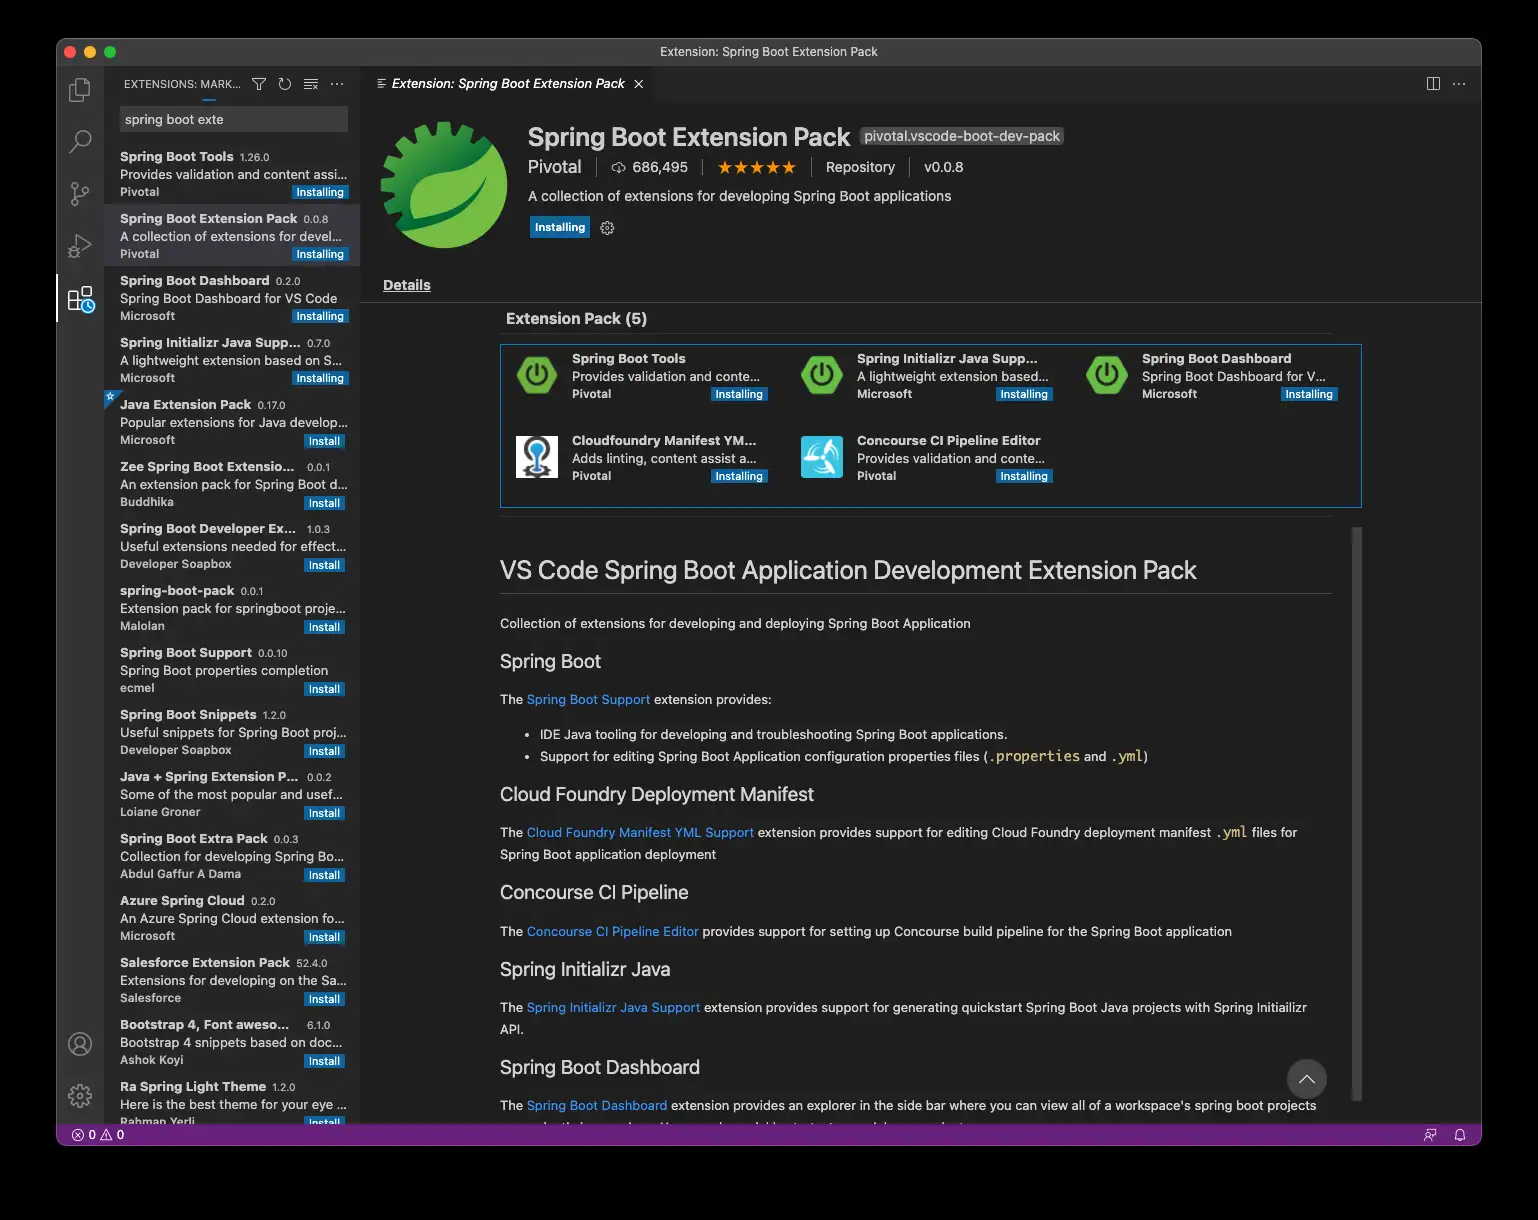 Extension: Spring Boot Extension Pack
EXTENSIONS: MARK...
spring boot exte
Spring Boot Tools 1.26.0
Provides validation and content assi...
Pivotal Installing
Spring Boot Extension Pack 0.0.8
A collection of extensions for devel...
Pivotal Installing
Spring Boot Dashboard 0.2.0
Spring Boot Dashboard for VS Code
Microsoft Installing
Spring Initializr Java Supp... 0.7.0
A lightweight extension based on S...
Microsoft Installing
Java Extension Pack 0.17.0
Popular extensions for Java develop...
Microsoft Install
Zee Spring Boot Extensio... 0.0.1
An extension pack for Spring Boot d...
Buddhika Install
Spring Boot Developer Ex... 1.0.3
Useful extensions needed for effect...
Developer Soapbox Install
spring-boot-pack 0.0.1
Extension pack for springboot proje...
Malolan Install
Spring Boot Support 0.0.10
Spring Boot properties completion
ecmel Install
Spring Boot Snippets 1.2.0
Useful snippets for Spring Boot proj...
Developer Soapbox Install
Java + Spring Extension P... 0.0.2
Some of the most popular and usef...
Loiane Groner Install
Spring Boot Extra Pack 0.0.3
Collection for developing Spring Bo...
Abdul Gaffur A Dama Install
Azure Spring Cloud 0.2.0
An Azure Spring Cloud extension fo...
Microsoft Install
Salesforce Extension Pack 52.4.0
Extensions for developing on the Sa...
Salesforce Install
Bootstrap 4, Font aweso... 6.1.0
Bootstrap 4 snippets based on doc...
Ashok Koyi Install
Ra Spring Light Theme 1.2.0
Here is the best theme for your eye ...
Rahman Yerli Install
Extension: Spring Boot Extension Pack
Spring Boot Extension Pack pivotal.vscode-boot-dev-pack
Pivotal 686,495 Repository v0.0.8
A collection of extensions for developing Spring Boot applications
Installing
Details
Extension Pack (5)
Spring Boot Tools
Provides validation and conte...
Pivotal Installing
Spring Initializr Java Supp...
A lightweight extension based...
Microsoft Installing
Spring Boot Dashboard
Spring Boot Dashboard for V...
Microsoft Installing
Cloudfoundry Manifest YM...
Adds linting, content assist a...
Pivotal Installing
Concourse CI Pipeline Editor
Provides validation and conte...
Pivotal Installing
VS Code Spring Boot Application Development Extension Pack
Collection of extensions for developing and deploying Spring Boot Application
Spring Boot
The Spring Boot Support extension provides:
• IDE Java tooling for developing and troubleshooting Spring Boot applications.
• Support for editing Spring Boot Application configuration properties files (.properties and .yml)
Cloud Foundry Deployment Manifest
The Cloud Foundry Manifest YML Support extension provides support for editing Cloud Foundry deployment manifest .yml files for
Spring Boot application deployment
Concourse CI Pipeline
The Concourse CI Pipeline Editor provides support for setting up Concourse build pipeline for the Spring Boot application
Spring Initializr Java
The Spring Initializr Java Support extension provides support for generating quickstart Spring Boot Java projects with Spring Initiailizr
API.
Spring Boot Dashboard
The Spring Boot Dashboard extension provides an explorer in the side bar where you can view all of a workspace's spring boot projects
0 0